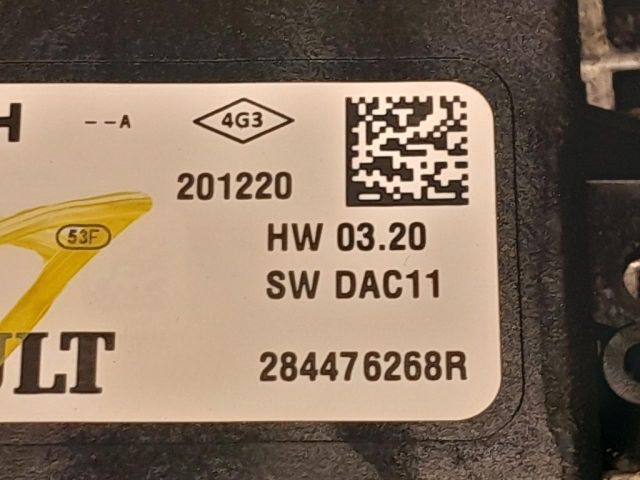 H --A 4G3
201220
53F HW 03.20
SW DAC11
ULT 284476268R